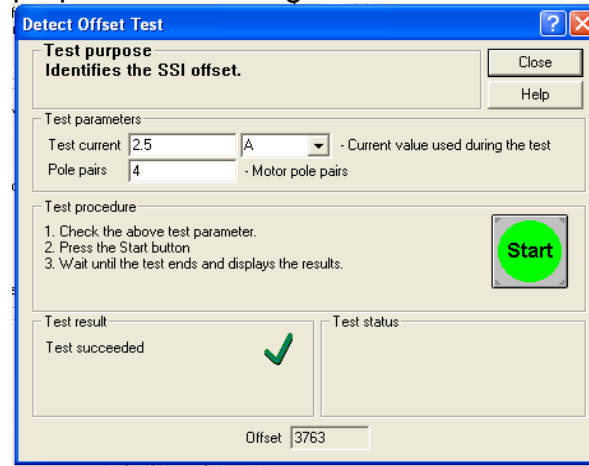 Detect Offset Test
Test purpose
Identifies the SSI offset.
Close
Help
Test parameters
Test current 2.5 A - Current value used during the test
Pole pairs 4 - Motor pole pairs
Test procedure
1. Check the above test parameter.
2. Press the Start button
3. Wait until the test ends and displays the results.
Start
Test result
Test succeeded
Test status
Offset 3763